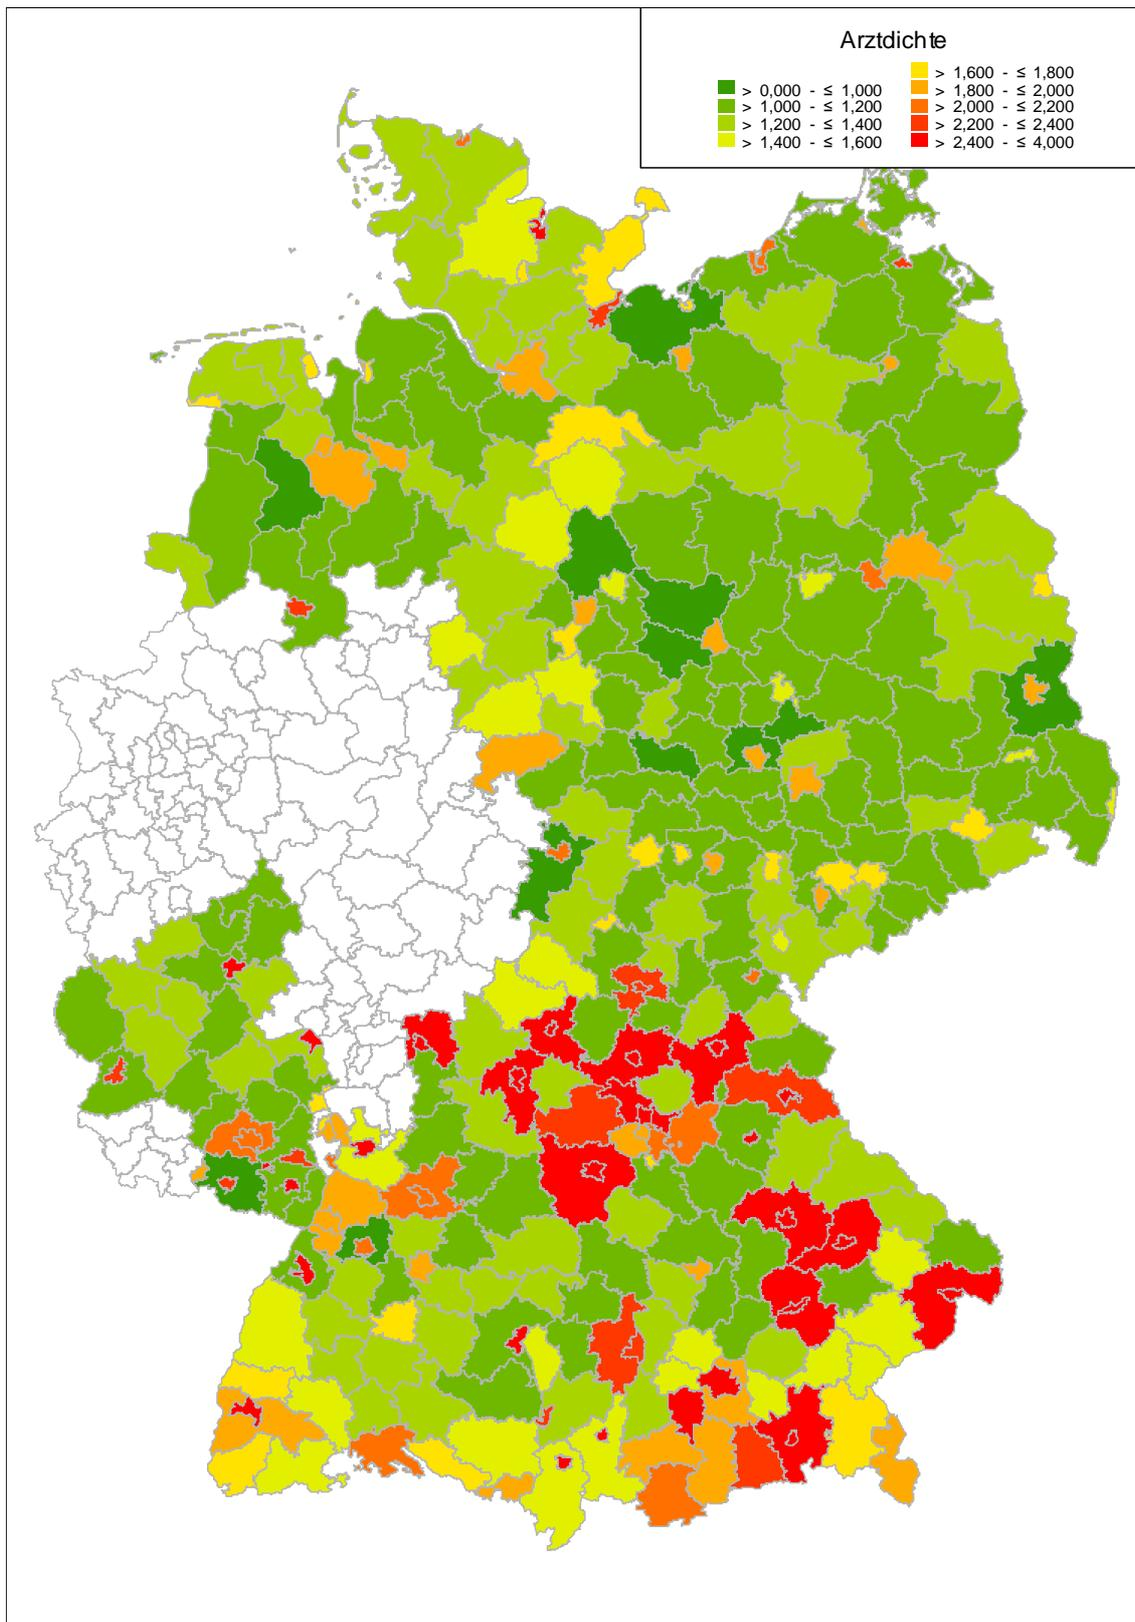 Arztdichte
> 0,000 - ≤ 1,000
> 1,000 - ≤ 1,200
> 1,200 - ≤ 1,400
> 1,400 - ≤ 1,600
> 1,600 - ≤ 1,800
> 1,800 - ≤ 2,000
> 2,000 - ≤ 2,200
> 2,200 - ≤ 2,400
> 2,400 - ≤ 4,000